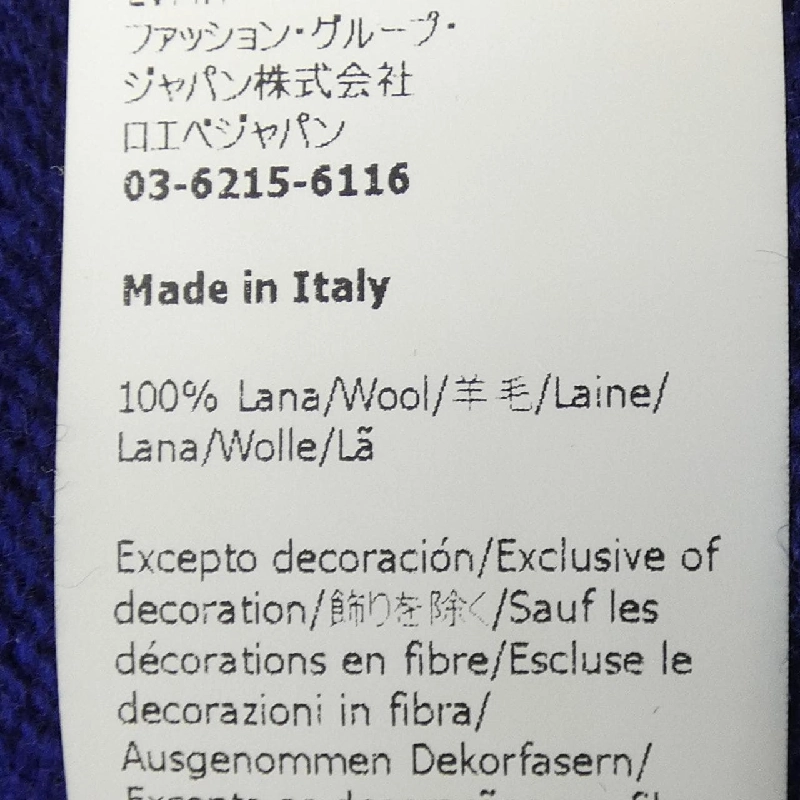 ファッション・グループ・
ジャパン株式会社
ロエベジャパン
03-6215-6116
Made in Italy
100% Lana/Wool/羊毛/Laine/
Lana/Wolle/Lã
Excepto decoración/Exclusive of
decoration/飾りを除く/Sauf les
décorations en fibre/Escluse le
decorazioni in fibra/
Ausgenommen Dekorfasern/